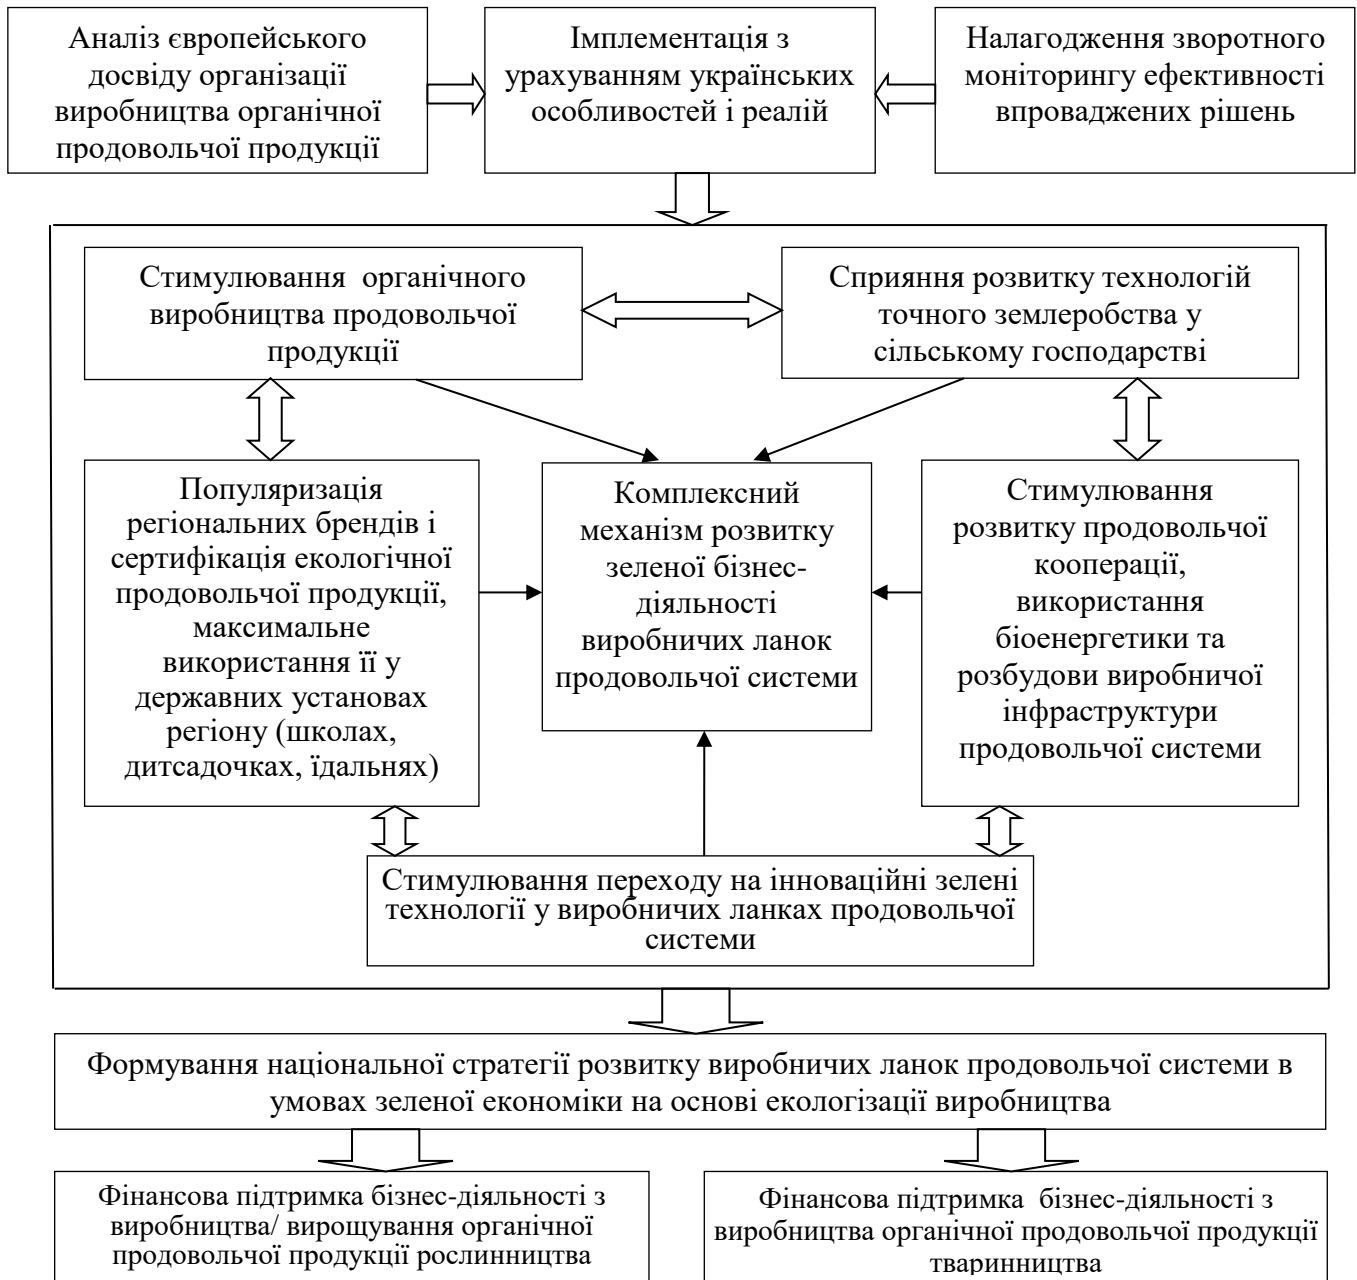 Аналіз європейського
досвіду організації
виробництва органічної
продовольчої продукції
Імплементація з
урахуванням українських
особливостей і реалій
Налагодження зворотного
моніторингу ефективності
впроваджених рішень
Стимулювання органічного
виробництва продовольчої
продукції
Сприяння розвитку технологій
точного землеробства у
сільському господарстві
Популяризація
регіональних брендів і
сертифікація екологічної
продовольчої продукції,
максимальне
використання її у
державних установах
регіону (школах,
дитсадочках, їдальнях)
Комплексний
механізм розвитку
зеленої бізнес-
діяльності
виробничих ланок
продовольчої системи
Стимулювання
розвитку продовольчої
кооперації,
використання
біоенергетики та
розбудови виробничої
інфраструктури
продовольчої системи
Стимулювання переходу на інноваційні зелені
технології у виробничих ланках продовольчої
системи
Формування національної стратегії розвитку виробничих ланок продовольчої системи в
умовах зеленої економіки на основі екологізації виробництва
Фінансова підтримка бізнес-діяльності з
виробництва/ вирощування органічної
продовольчої продукції рослинництва
Фінансова підтримка бізнес-діяльності з
виробництва органічної продовольчої продукції
тваринництва